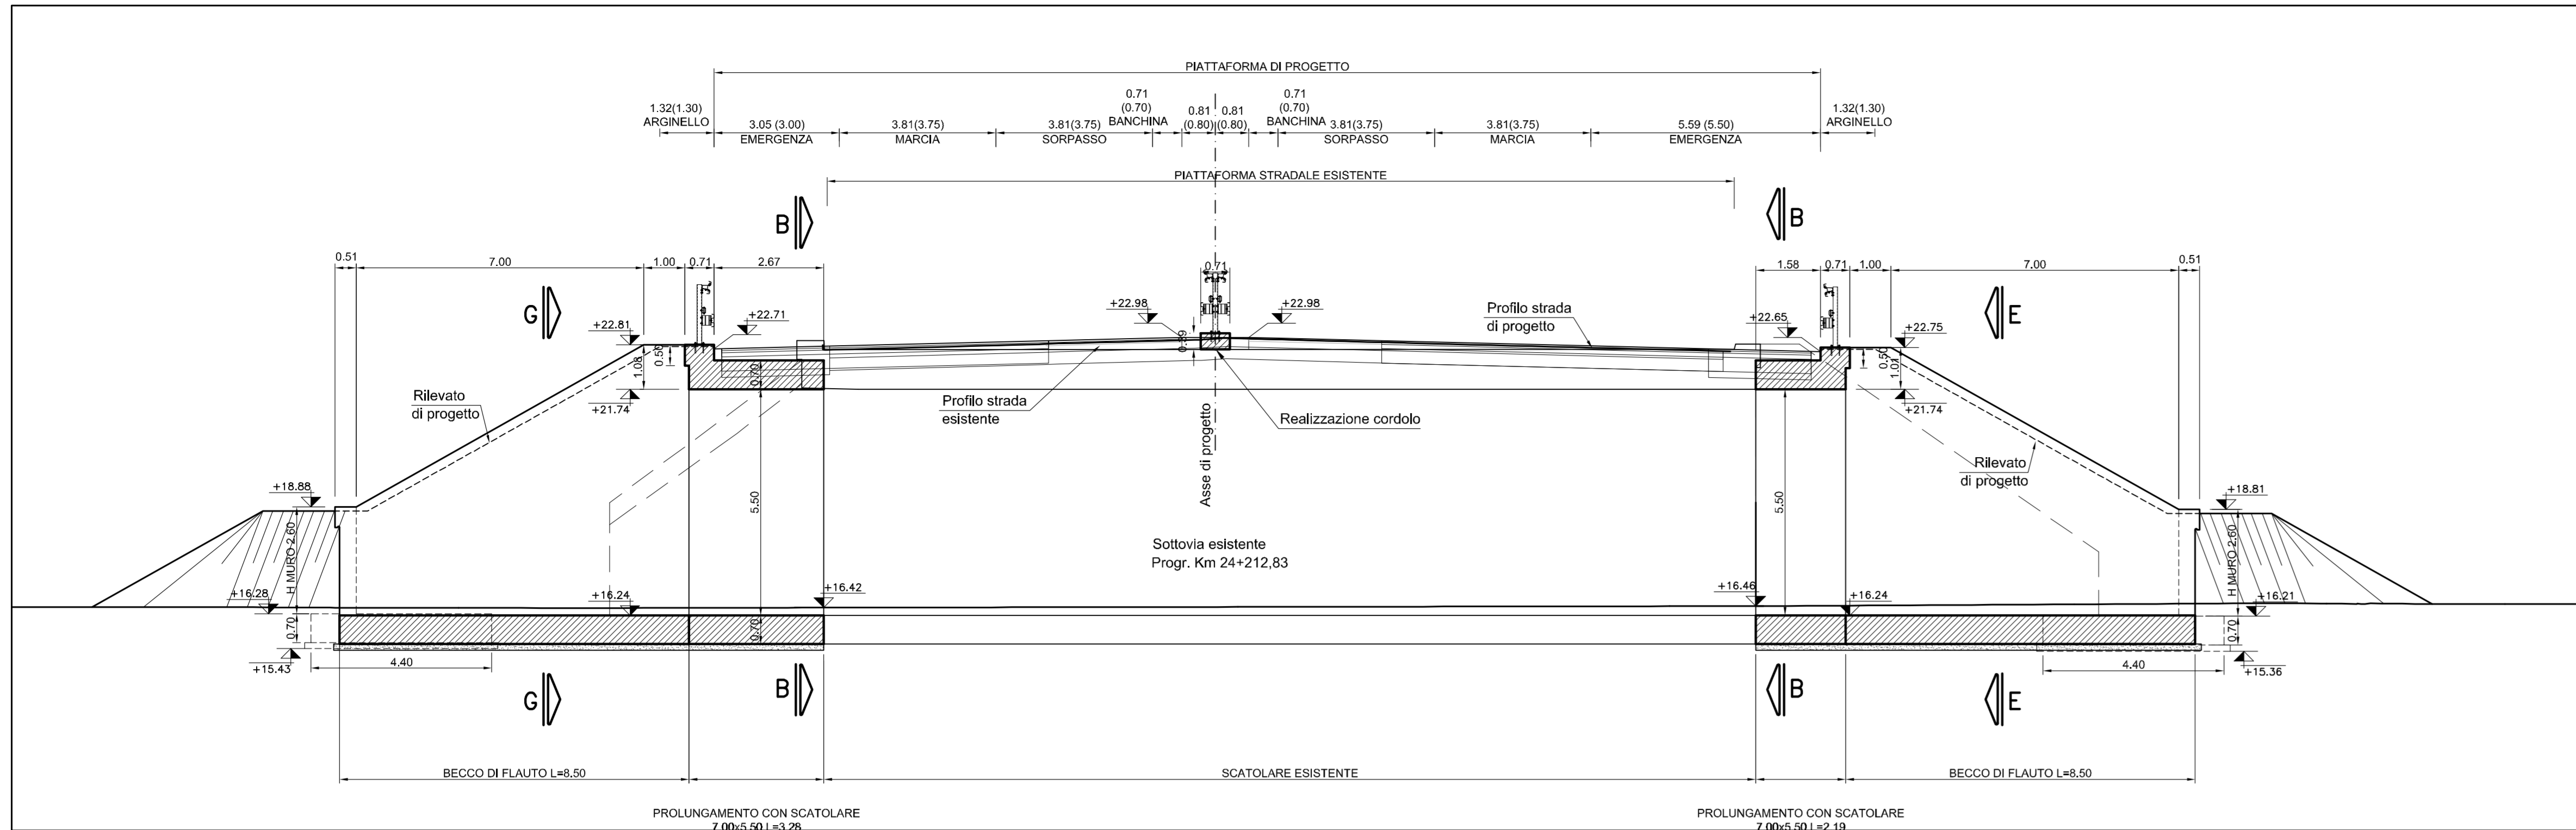 PIATTAFORMA DI PROGETTO
1.32(1.30)
ARGINELLO
3.05 (3.00)
EMERGENZA
3.81(3.75)
MARCIA
3.81(3.75)
SORPASSO
0.71
(0.70)
BANCHINA
0.81
(0.80)
0.81
(0.80)
0.71
(0.70)
BANCHINA
3.81(3.75)
SORPASSO
3.81(3.75)
MARCIA
5.59 (5.50)
EMERGENZA
1.32(1.30)
ARGINELLO
PIATTAFORMA STRADALE ESISTENTE
B
B
0.51
7.00
1.00
0.71
2.67
0.71
1.58
0.71
1.00
7.00
0.51
G
E
+22.81
+22.71
+22.98
+22.98
Profilo strada
di progetto
+22.65
+22.75
0.50
1.08
0.70
0.39
0.50
1.01
+21.74
+21.74
Rilevato
di progetto
Profilo strada
esistente
Asse di progetto
Realizzazione cordolo
Rilevato
di progetto
+18.88
+18.81
5.50
5.50
H MURO 2.60
H MURO 2.60
Sottovia esistente
Progr. Km 24+212,83
+16.28
+16.24
+16.42
+16.46
+16.24
+16.21
0.70
0.70
0.70
+15.43
4.40
4.40
+15.36
G
B
B
E
BECCO DI FLAUTO L=8.50
SCATOLARE ESISTENTE
BECCO DI FLAUTO L=8.50
PROLUNGAMENTO CON SCATOLARE
7.00x5.50 L=3.28
PROLUNGAMENTO CON SCATOLARE
7.00x5.50 L=2.19